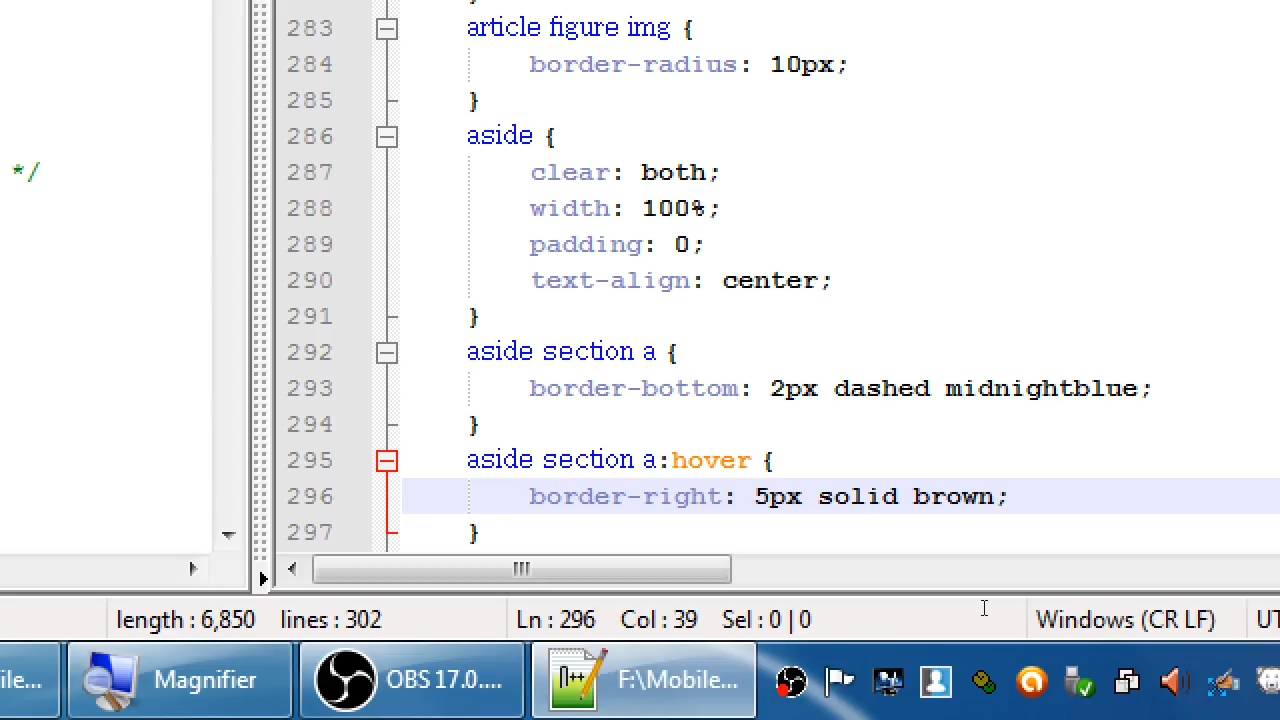 283 article figure img {
284 border-radius: 10px;
285 }
*/
286 aside {
287 clear: both;
288 width: 100%;
289 padding: 0;
290 text-align: center;
291 }
292 aside section a {
293 border-bottom: 2px dashed midnightblue;
294 }
295 aside section a:hover {
296 border-right: 5px solid brown;
297 }
length : 6,850 lines : 302 Ln : 296 Col : 39 Sel : 0 | 0 Windows (CR LF) UT
ile... Magnifier OBS 17.0.... F:\Mobile...